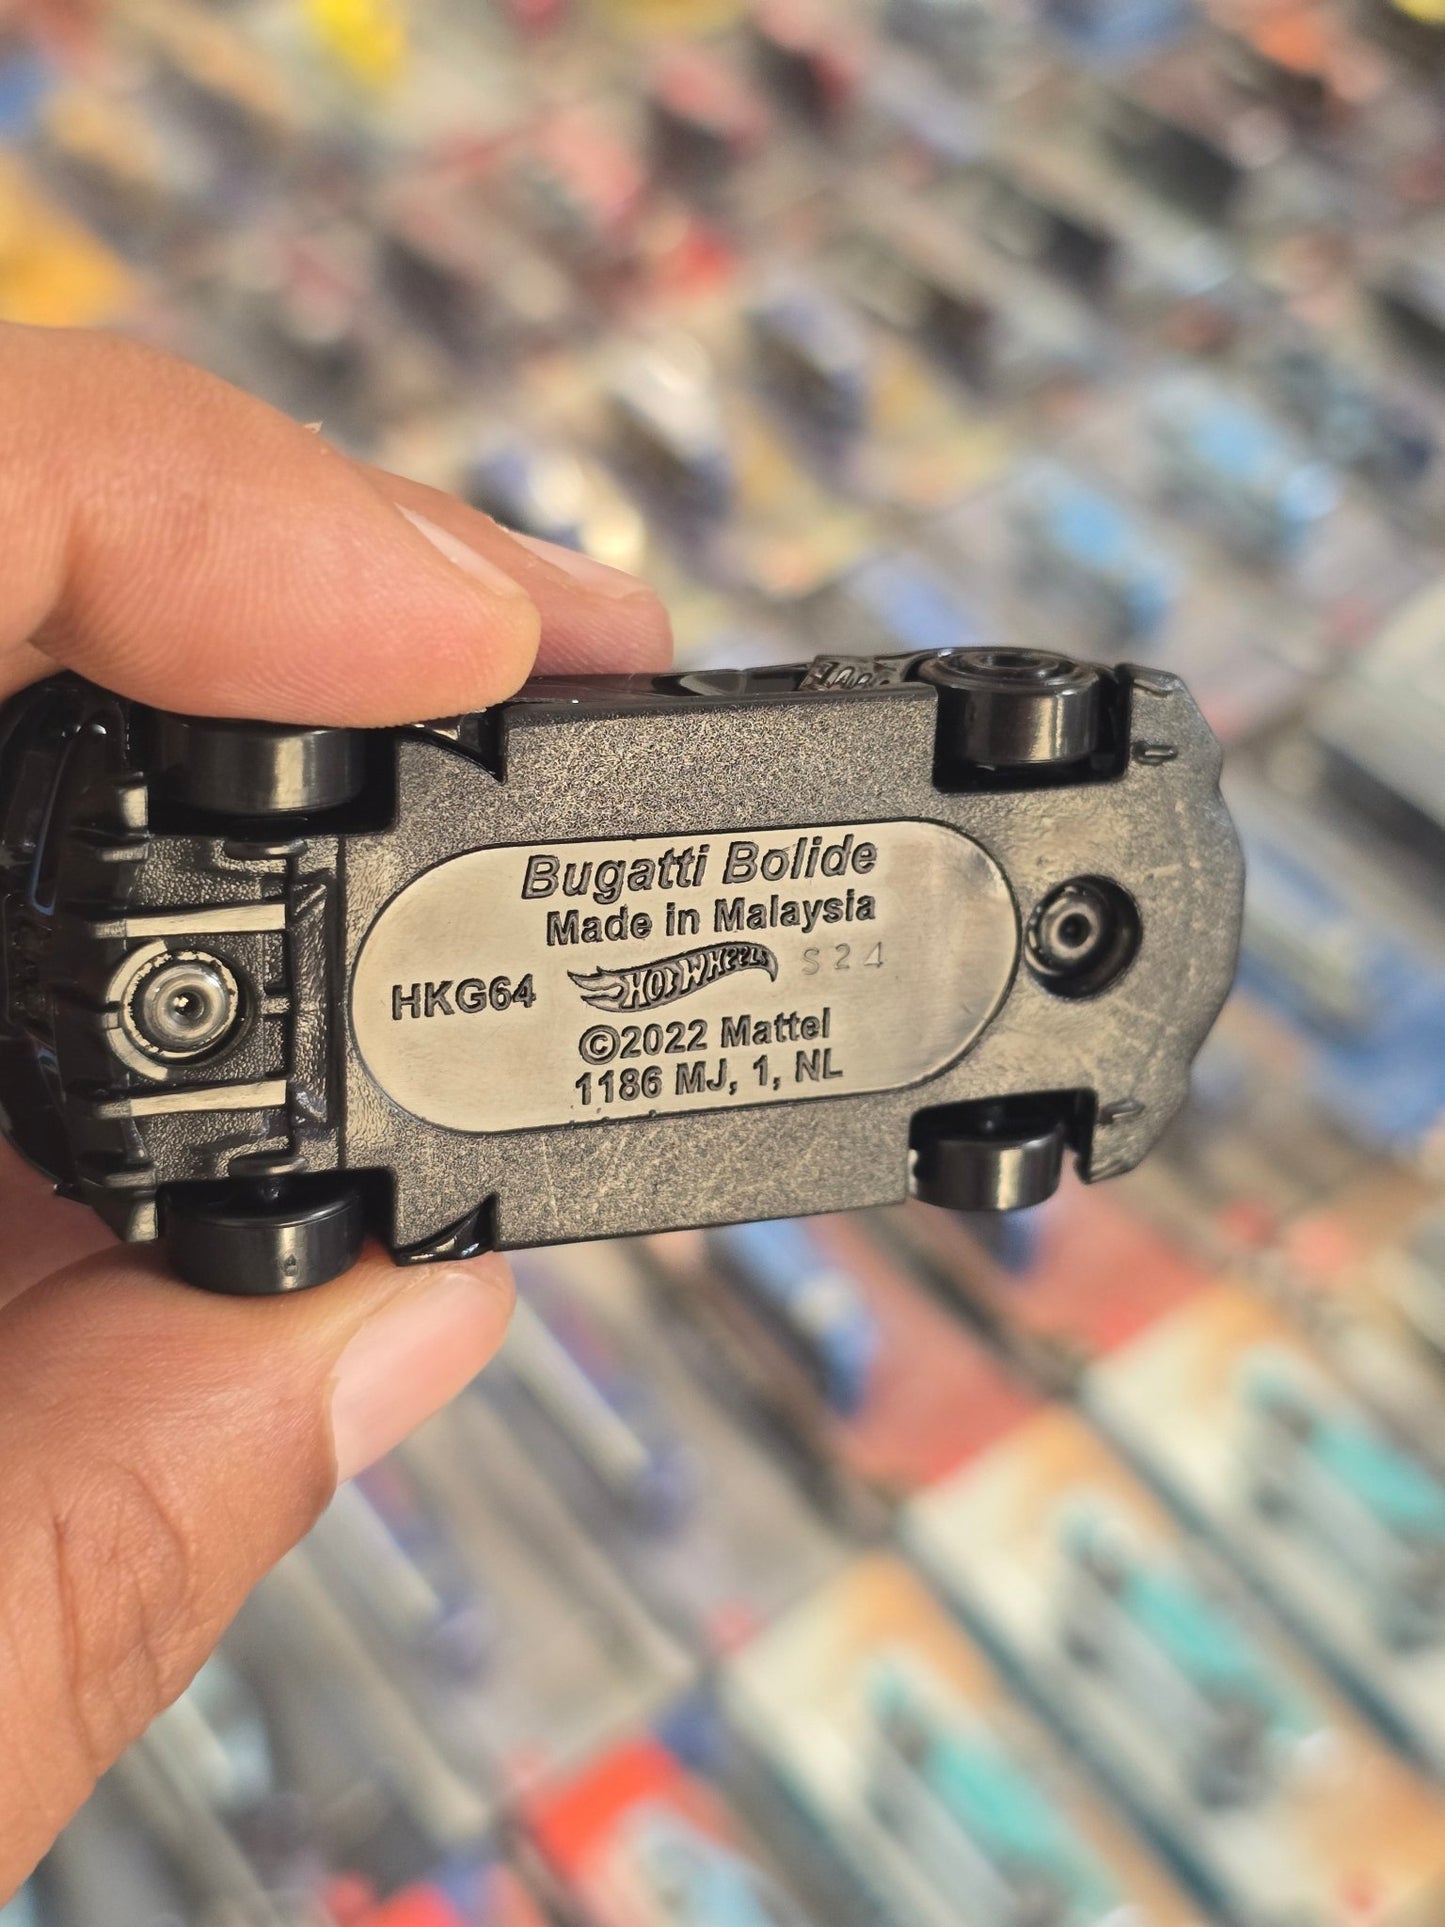 Bugatti Bolide
Made in Malaysia
HKG64 HOT WHEELS S24
©2022 Mattel
1186 MJ, 1, NL